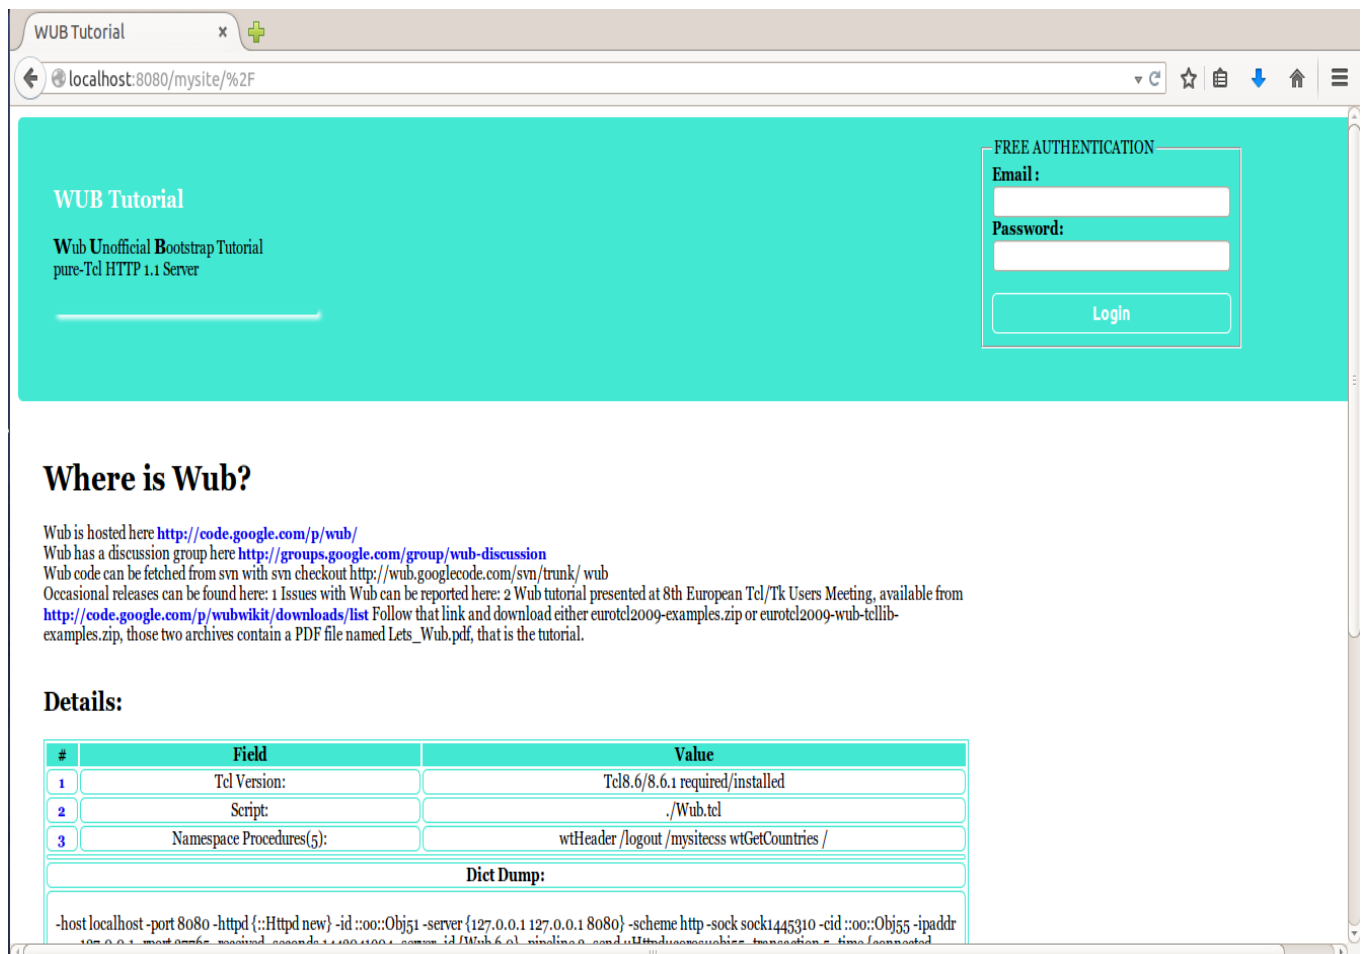 WUB Tutorial
localhost:8080/mysite/%2F
WUB Tutorial
Wub Unofficial Bootstrap Tutorial
pure-Tcl HTTP 1.1 Server
FREE AUTHENTICATION
Email :
Password:
Login
Where is Wub?
Wub is hosted here http://code.google.com/p/wub/
Wub has a discussion group here http://groups.google.com/group/wub-discussion
Wub code can be fetched from svn with svn checkout http://wub.googlecode.com/svn/trunk/ wub
Occasional releases can be found here: 1 Issues with Wub can be reported here: 2 Wub tutorial presented at 8th European Tcl/Tk Users Meeting, available from
http://code.google.com/p/wubwikit/downloads/list Follow that link and download either eurotcl2009-examples.zip or eurotcl2009-wub-tcllib-
examples.zip, those two archives contain a PDF file named Lets_Wub.pdf, that is the tutorial.
Details:
# Field Value
1 Tcl Version: Tcl8.6/8.6.1 required/installed
2 Script: ./Wub.tcl
3 Namespace Procedures(5): wtHeader /logout /mysitecss wtGetCountries /
Dict Dump:
-host localhost -port 8080 -httpd {::Httpd new} -id ::oo::Obj51 -server {127.0.0.1 127.0.0.1 8080} -scheme http -sock sock1445310 -cid ::oo::Obj55 -ipaddr